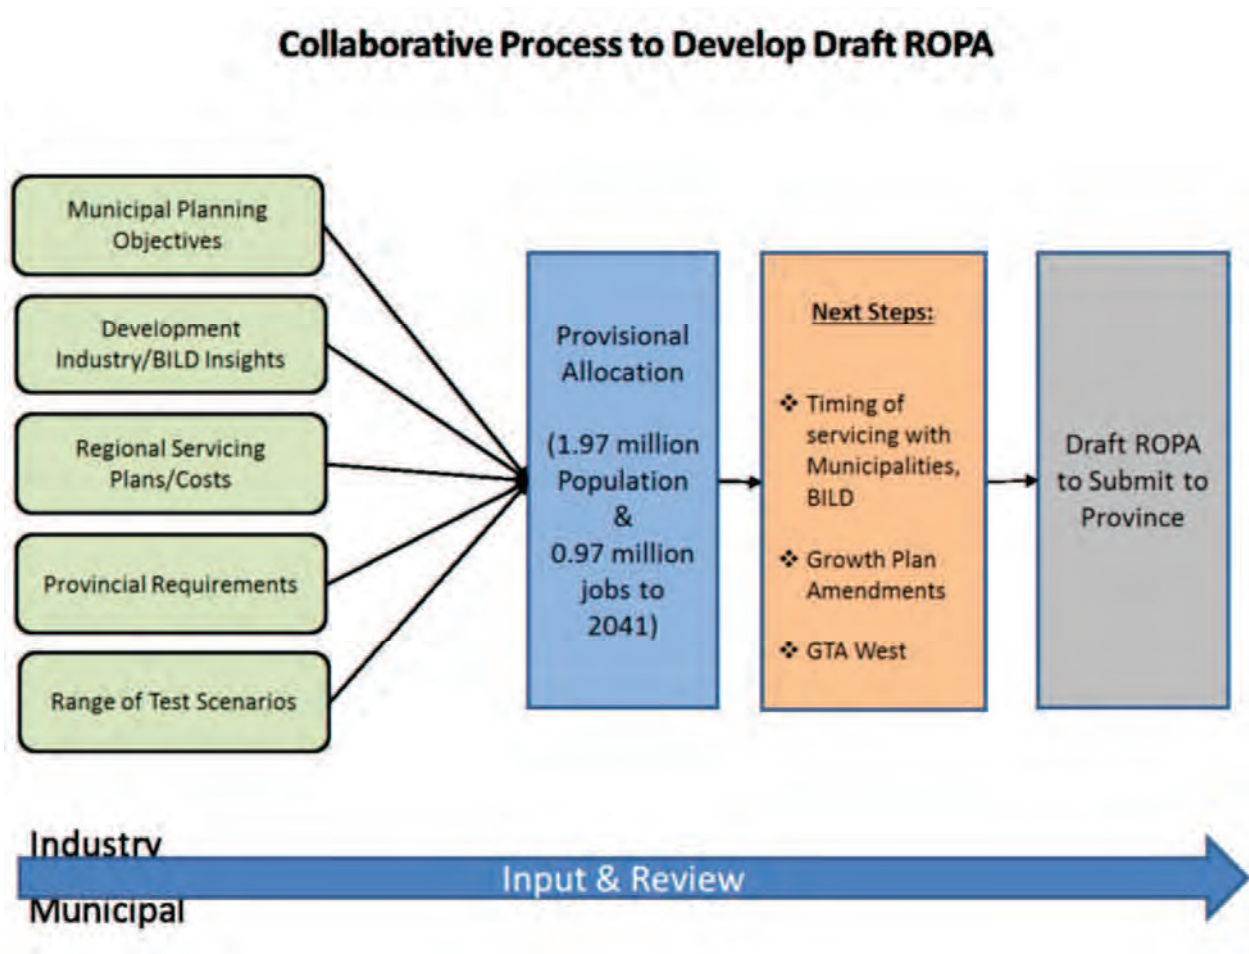 Collaborative Process to Develop Draft ROPA
Municipal Planning
Objectives
Development
Industry/BILD Insights
Regional Servicing
Plans/Costs
Provincial Requirements
Range of Test Scenarios
Provisional
Allocation
(1.97 million
Population
&
0.97 million
jobs to
2041)
Next Steps:
❖ Timing of
servicing with
Municipalities,
BILD
❖ Growth Plan
Amendments
❖ GTA West
Draft ROPA
to Submit to
Province
Industry
Input & Review
Municipal